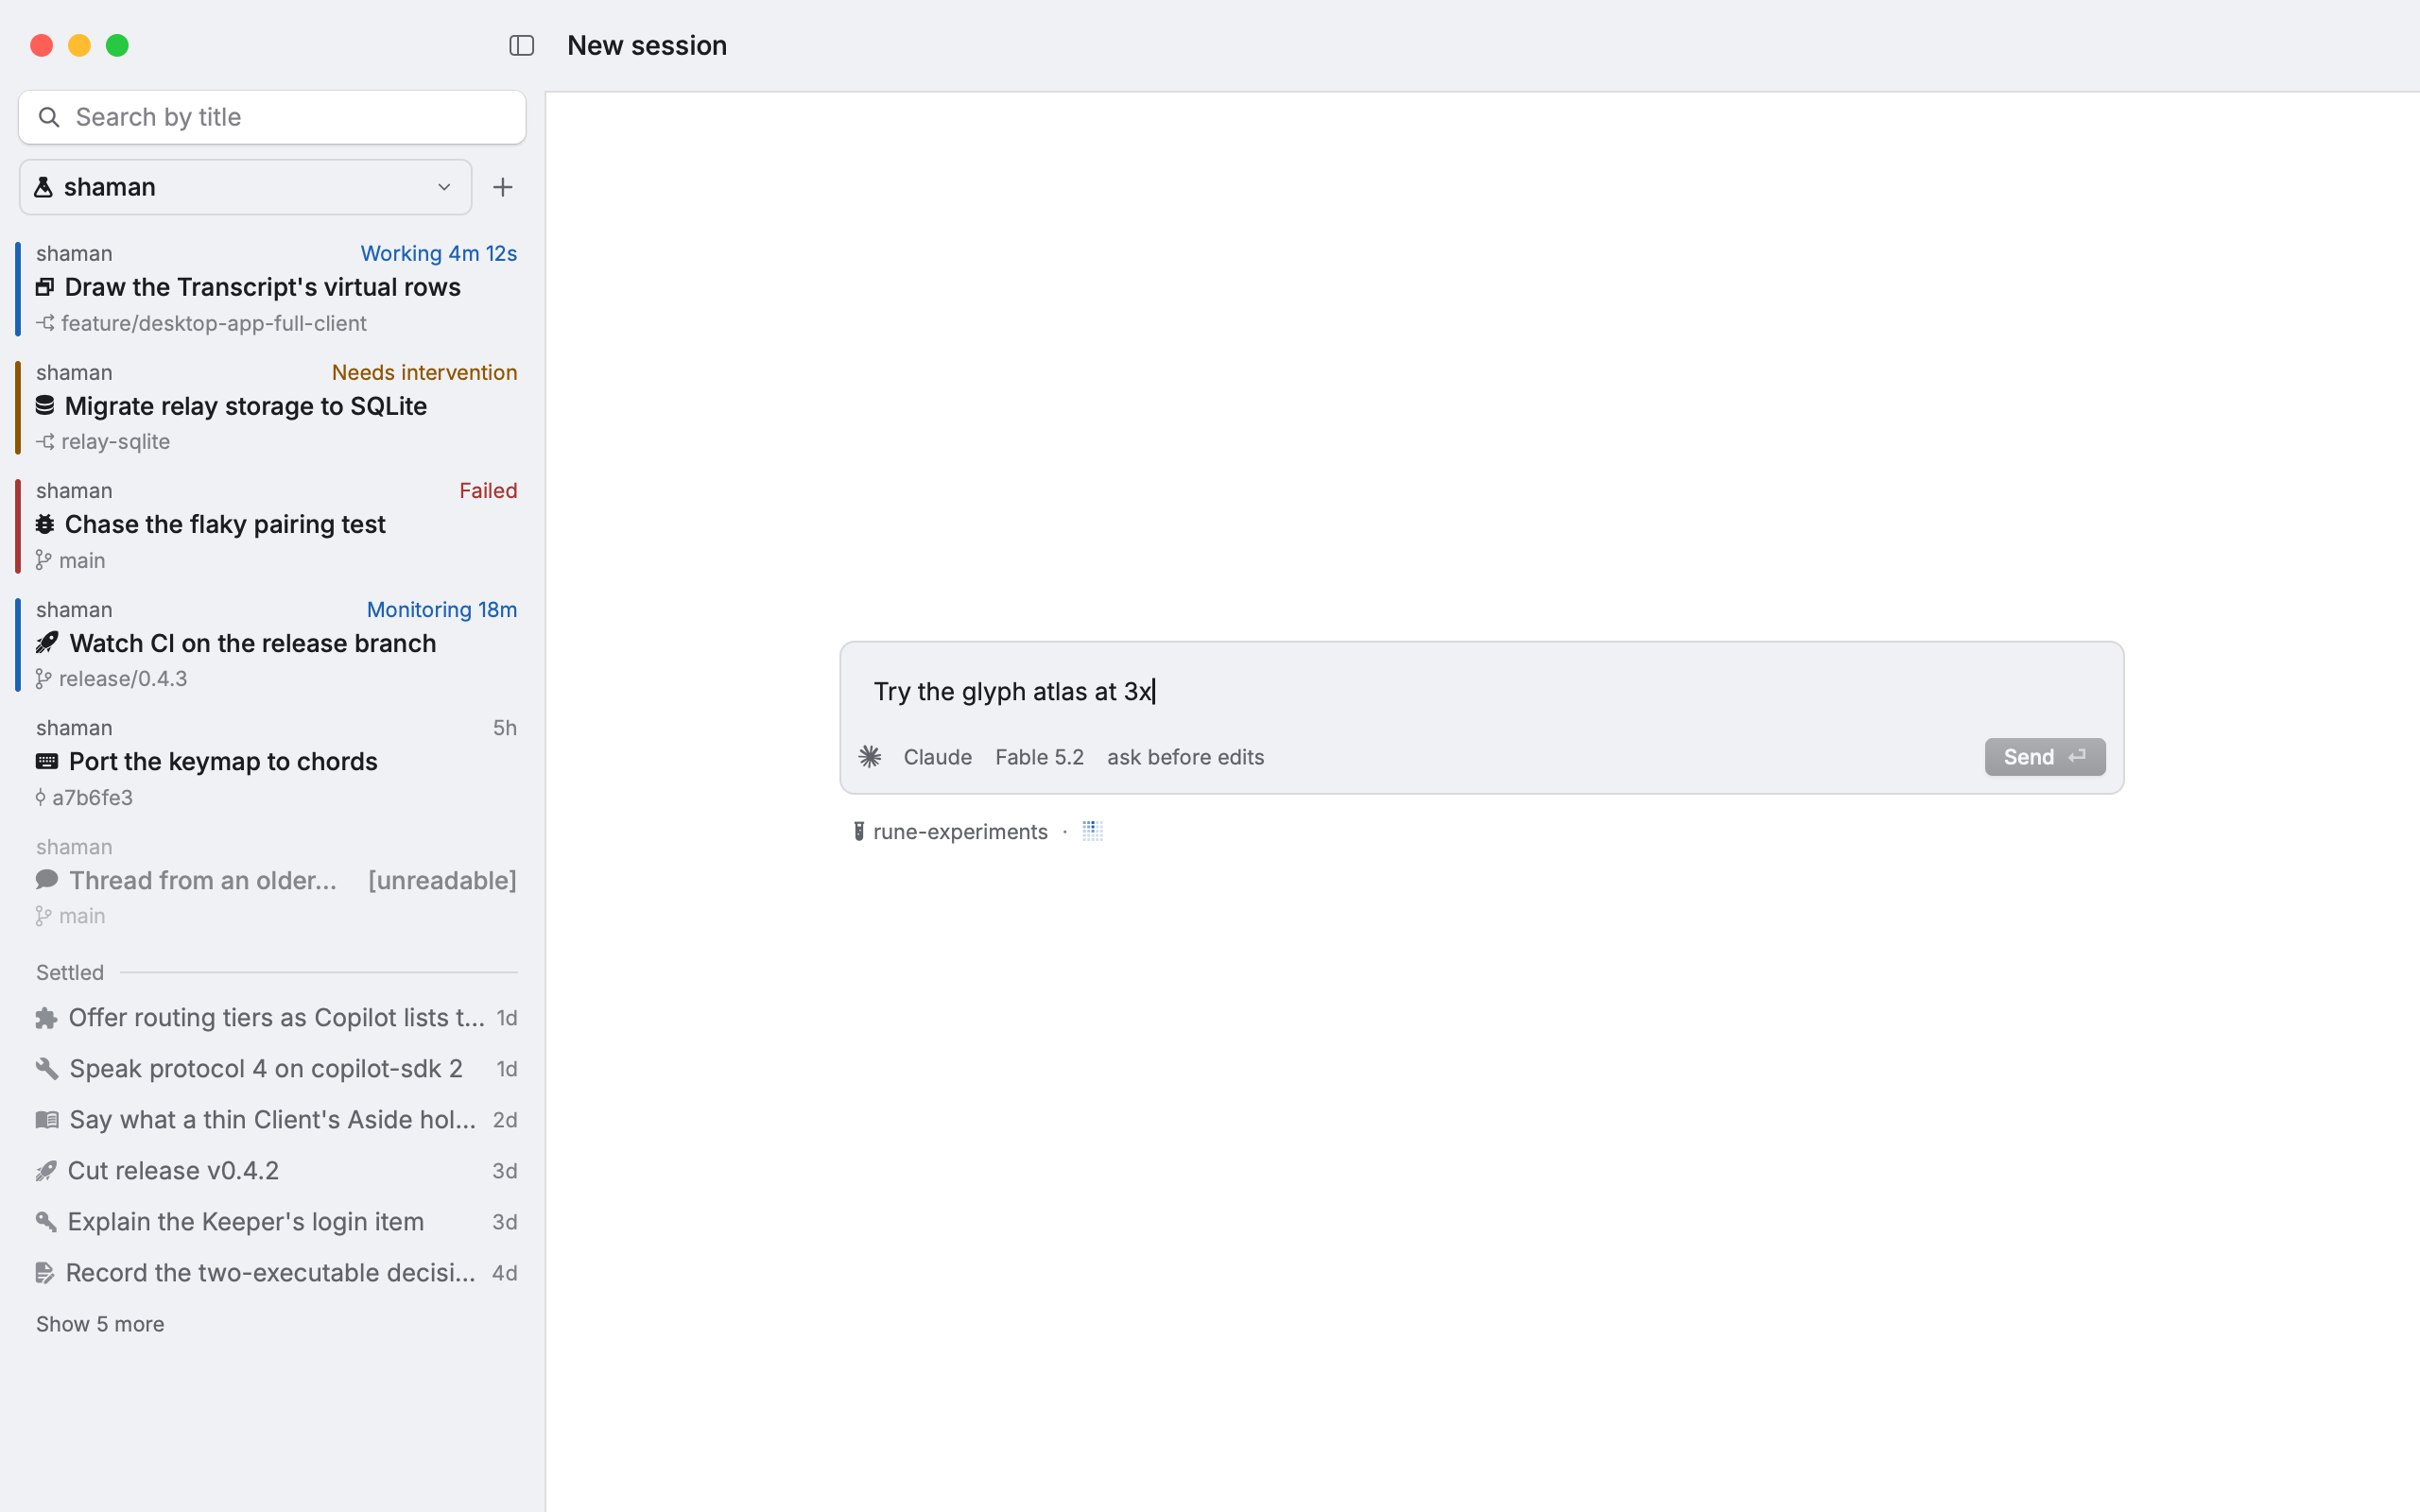 New session
Search by title
shaman
shaman Working 4m 12s
Draw the Transcript's virtual rows
feature/desktop-app-full-client
shaman Needs intervention
Migrate relay storage to SQLite
relay-sqlite
shaman Failed
Chase the flaky pairing test
main
shaman Monitoring 18m
Watch CI on the release branch
release/0.4.3
shaman 5h
Port the keymap to chords
a7b6fe3
shaman
Thread from an older... [unreadable]
main
Settled
Offer routing tiers as Copilot lists t... 1d
Speak protocol 4 on copilot-sdk 2 1d
Say what a thin Client's Aside hol... 2d
Cut release v0.4.2 3d
Explain the Keeper's login item 3d
Record the two-executable decisi... 4d
Show 5 more
Try the glyph atlas at 3x
Claude Fable 5.2 ask before edits Send
rune-experiments ·